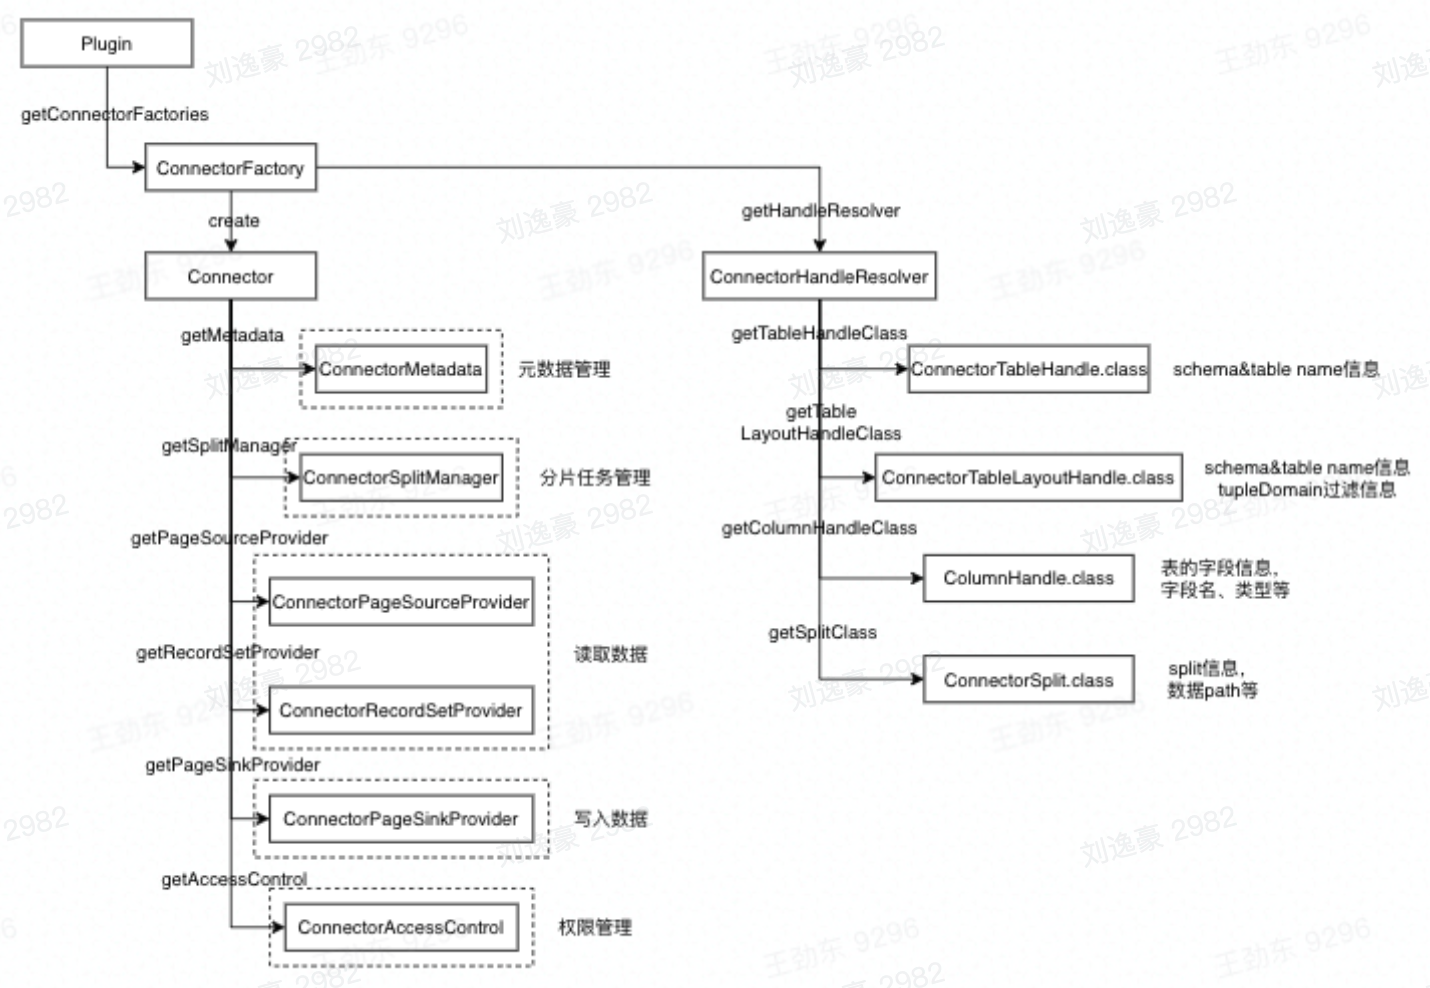 Plugin
getConnectorFactories
ConnectorFactory
create
getHandleResolver
Connector
ConnectorHandleResolver
getMetadata
getTableHandleClass
ConnectorMetadata
元数据管理
ConnectorTableHandle.class
schema&table name信息
getTable
LayoutHandleClass
getSplitManager
ConnectorSplitManager
分片任务管理
ConnectorTableLayoutHandle.class
schema&table name信息
tupleDomain过滤信息
getPageSourceProvider
getColumnHandleClass
ConnectorPageSourceProvider
ColumnHandle.class
表的字段信息,
字段名、类型等
getRecordSetProvider
读取数据
getSplitClass
ConnectorRecordSetProvider
ConnectorSplit.class
split信息,
数据path等
getPageSinkProvider
ConnectorPageSinkProvider
写入数据
getAccessControl
ConnectorAccessControl
权限管理
刘逸豪 2982
王劲东 9296